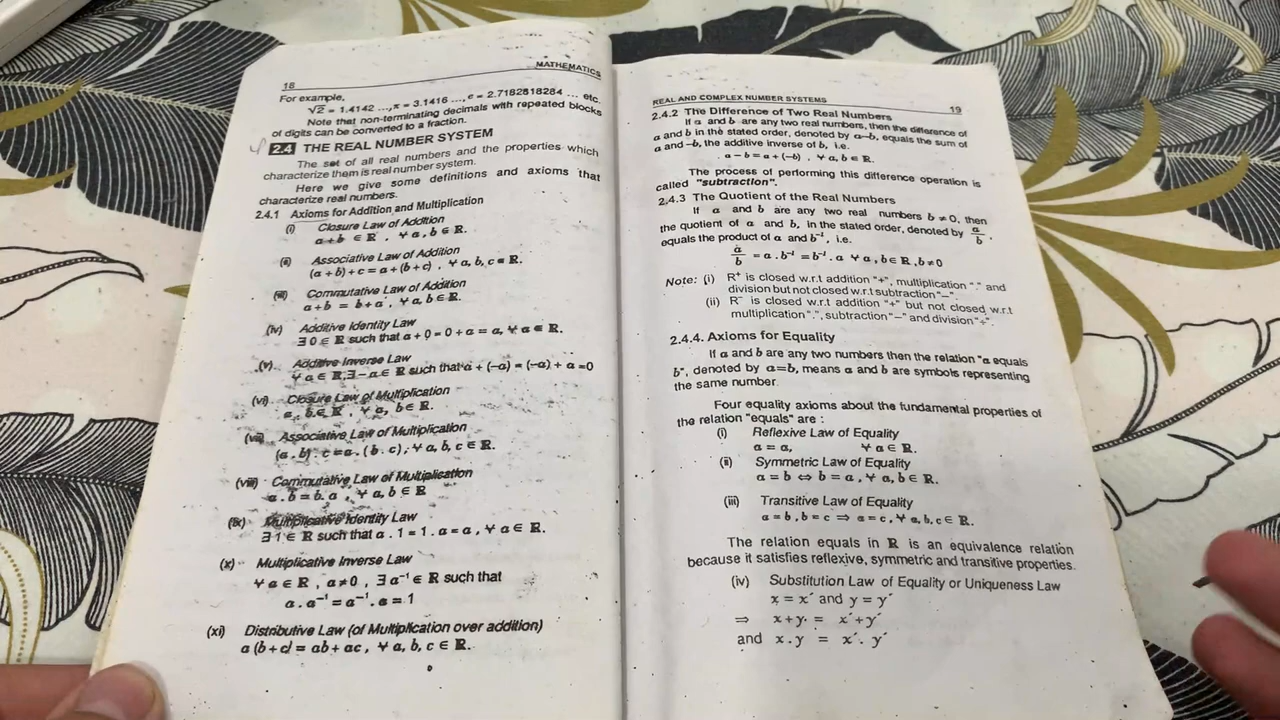 18
MATHEMATICS
For example,
√2 = 1.4142 ...,π = 3.1416 ...,e = 2.7182818284 ... etc.
Note that non-terminating decimals with repeated blocks
of digits can be converted to a fraction.
2.4 THE REAL NUMBER SYSTEM
The set of all real numbers and the properties which
characterize them is real number system.
Here we give some definitions and axioms that
characterize real numbers.
2.4.1 Axioms for Addition and Multiplication
(i) Closure Law of Addition
a+b ∈ ℝ , ∀ a, b ∈ ℝ.
(ii) Associative Law of Addition
(a + b) + c = a + (b + c) , ∀ a, b, c ∈ ℝ.
(iii) Commutative Law of Addition
a+b = b+a , ∀ a, b ∈ ℝ.
(iv) Additive Identity Law
∃ 0 ∈ ℝ such that a + 0 = 0 + a = a, ∀ a ∈ ℝ.
(v) Additive Inverse Law
∀ a ∈ ℝ, ∃ – a ∈ ℝ such that a + (–a) = (–a) + a =0
(vi) Closure Law of Multiplication
a . b ∈ ℝ , ∀ a, b ∈ ℝ.
(vii) Associative Law of Multiplication
(a . b) . c = a . ( b . c) , ∀ a, b, c ∈ ℝ.
(viii) Commutative Law of Multiplication
a . b = b. a , ∀ a, b ∈ ℝ
(ix) Multiplicative Identity Law
∃ 1 ∈ ℝ such that a . 1 = 1 . a = a , ∀ a ∈ ℝ.
(x) Multiplicative Inverse Law
∀ a ∈ ℝ , a ≠ 0 , ∃ a⁻¹ ∈ ℝ such that
a . a⁻¹ = a⁻¹ . a = 1
(xi) Distributive Law (of Multiplication over addition)
a (b + c) = ab + ac , ∀ a, b, c ∈ ℝ.
REAL AND COMPLEX NUMBER SYSTEMS
19
2.4.2 The Difference of Two Real Numbers
If a and b are any two real numbers, then the difference of
a and b in the stated order, denoted by a–b, equals the sum of
a and –b, the additive inverse of b, i.e.
a – b = a + (–b) , ∀ a, b ∈ ℝ.
The process of performing this difference operation is
called "subtraction".
2.4.3 The Quotient of the Real Numbers
If a and b are any two real numbers b ≠ 0, then
the quotient of a and b, in the stated order, denoted by a/b ,
equals the product of a and b⁻¹, i.e.
a/b = a . b⁻¹ = b⁻¹ . a ∀ a, b ∈ ℝ , b ≠ 0
Note: (i) R⁺ is closed w.r.t addition "+", multiplication "." and
division but not closed w.r.t subtraction "–".
(ii) R⁻ is closed w.r.t addition "+" but not closed w.r.t
multiplication ".", subtraction "–" and division "÷".
2.4.4. Axioms for Equality
If a and b are any two numbers then the relation "a equals
b", denoted by a=b, means a and b are symbols representing
the same number.
Four equality axioms about the fundamental properties of
the relation "equals" are :
(i) Reflexive Law of Equality
a = a, ∀ a ∈ ℝ.
(ii) Symmetric Law of Equality
a = b ⇔ b = a , ∀ a, b ∈ ℝ.
(iii) Transitive Law of Equality
a = b , b = c ⇒ a = c , ∀ a, b, c ∈ ℝ.
The relation equals in ℝ is an equivalence relation
because it satisfies reflexive, symmetric and transitive properties.
(iv) Substitution Law of Equality or Uniqueness Law
x = x′ and y = y′
⇒ x+y = x′+y′
and x . y = x′ . y′